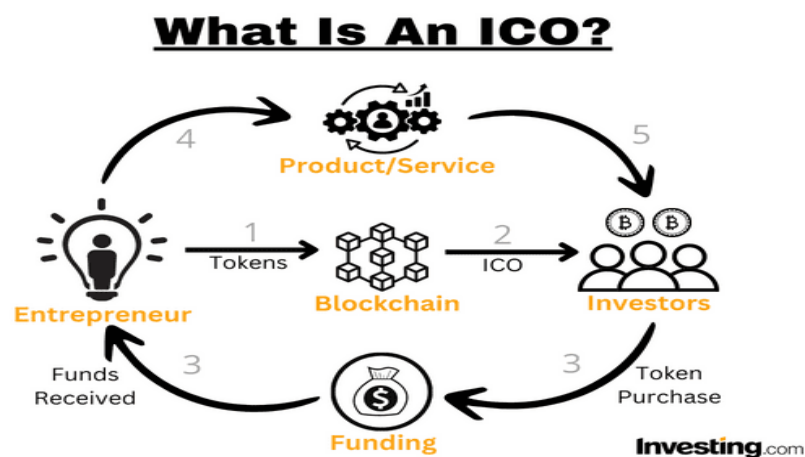 What Is An ICO?
4
5
Product/Service
1
Tokens
2
ICO
Entrepreneur
Blockchain
Investors
3
Funds
Received
3
Token
Purchase
$
Funding
Investing.com